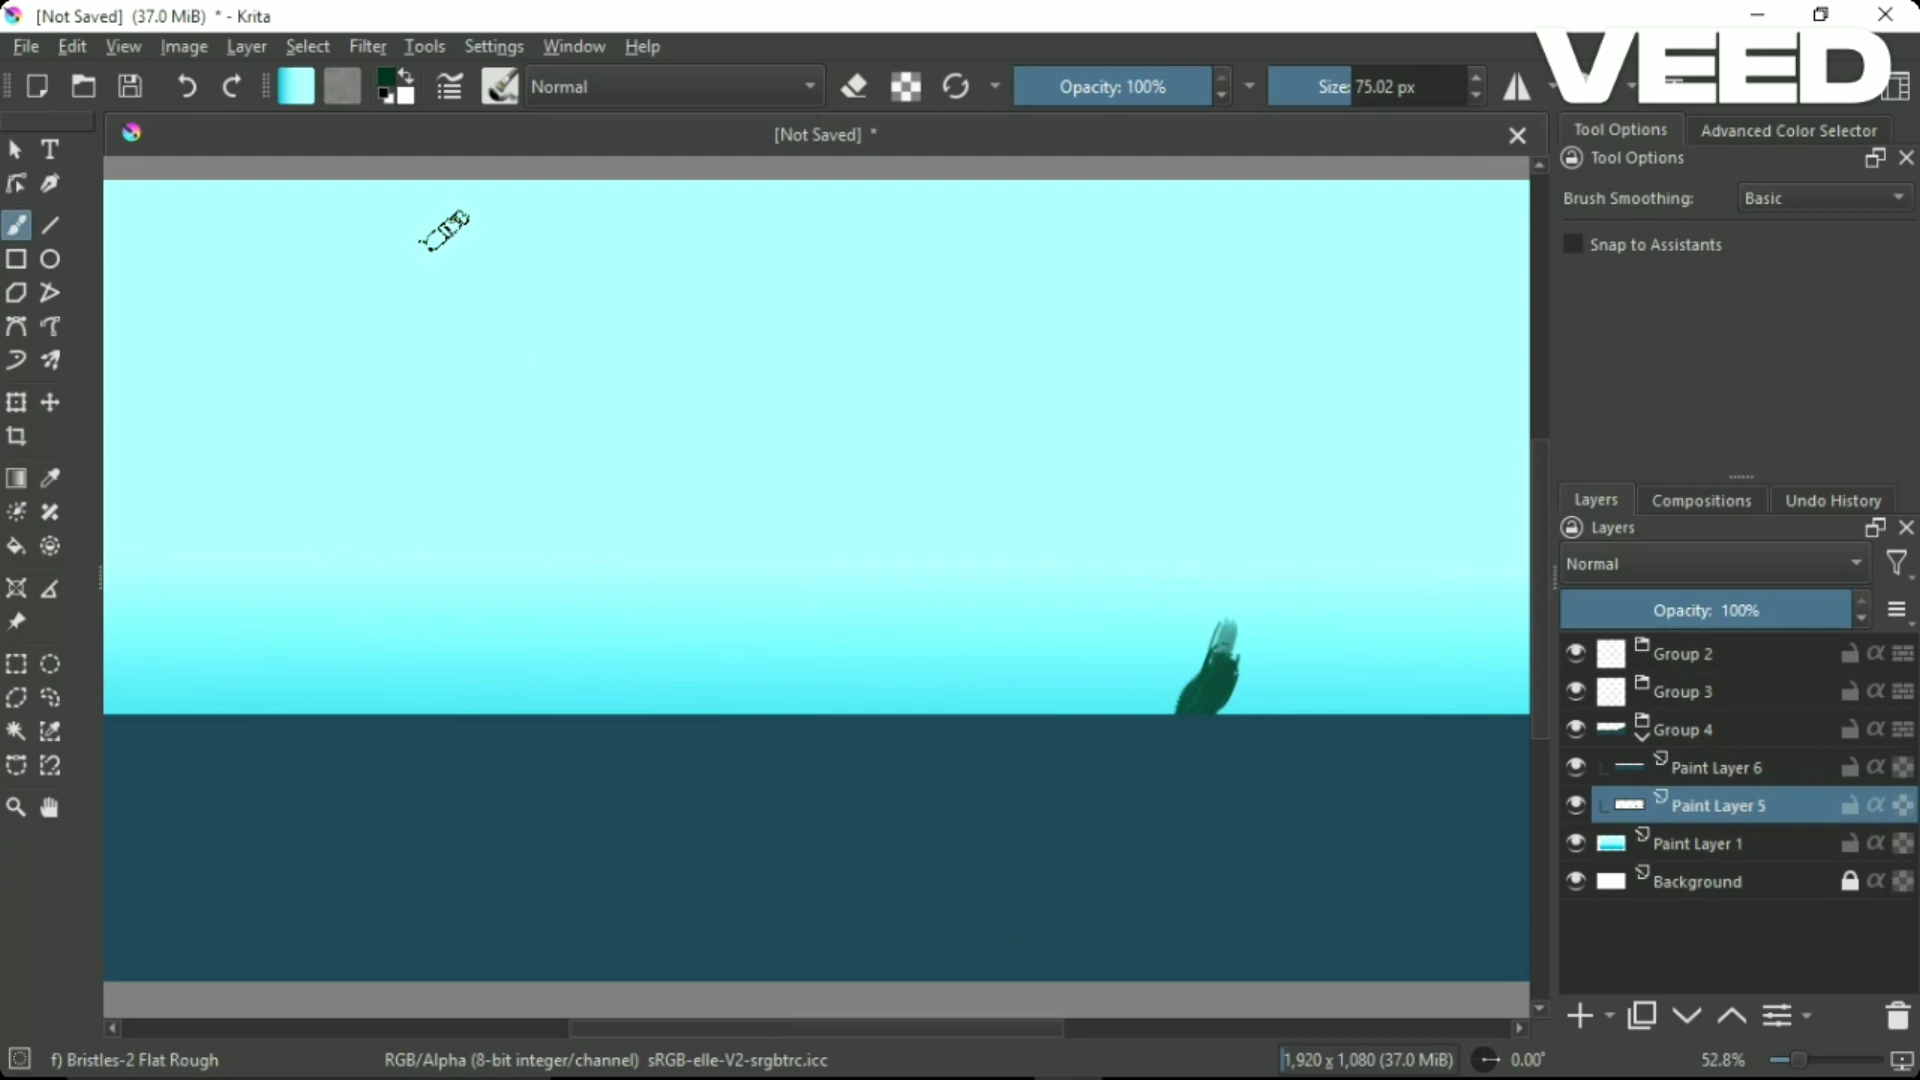 [Not Saved] (37.0 MiB) * - Krita
File Edit View Image Layer Select Filter Tools Settings Window Help
VEED
Normal Opacity: 100% Size: 75.02 px
[Not Saved] *
Tool Options Advanced Color Selector
Tool Options
Brush Smoothing: Basic
Snap to Assistants
Layers Compositions Undo History
Layers
Normal
Opacity: 100%
Group 2
Group 3
Group 4
Paint Layer 6
Paint Layer 5
Paint Layer 1
Background
f) Bristles-2 Flat Rough RGB/Alpha (8-bit integer/channel) sRGB-elle-V2-srgbtrc.icc 1,920 x 1,080 (37.0 MiB) 0.00° 52.8%